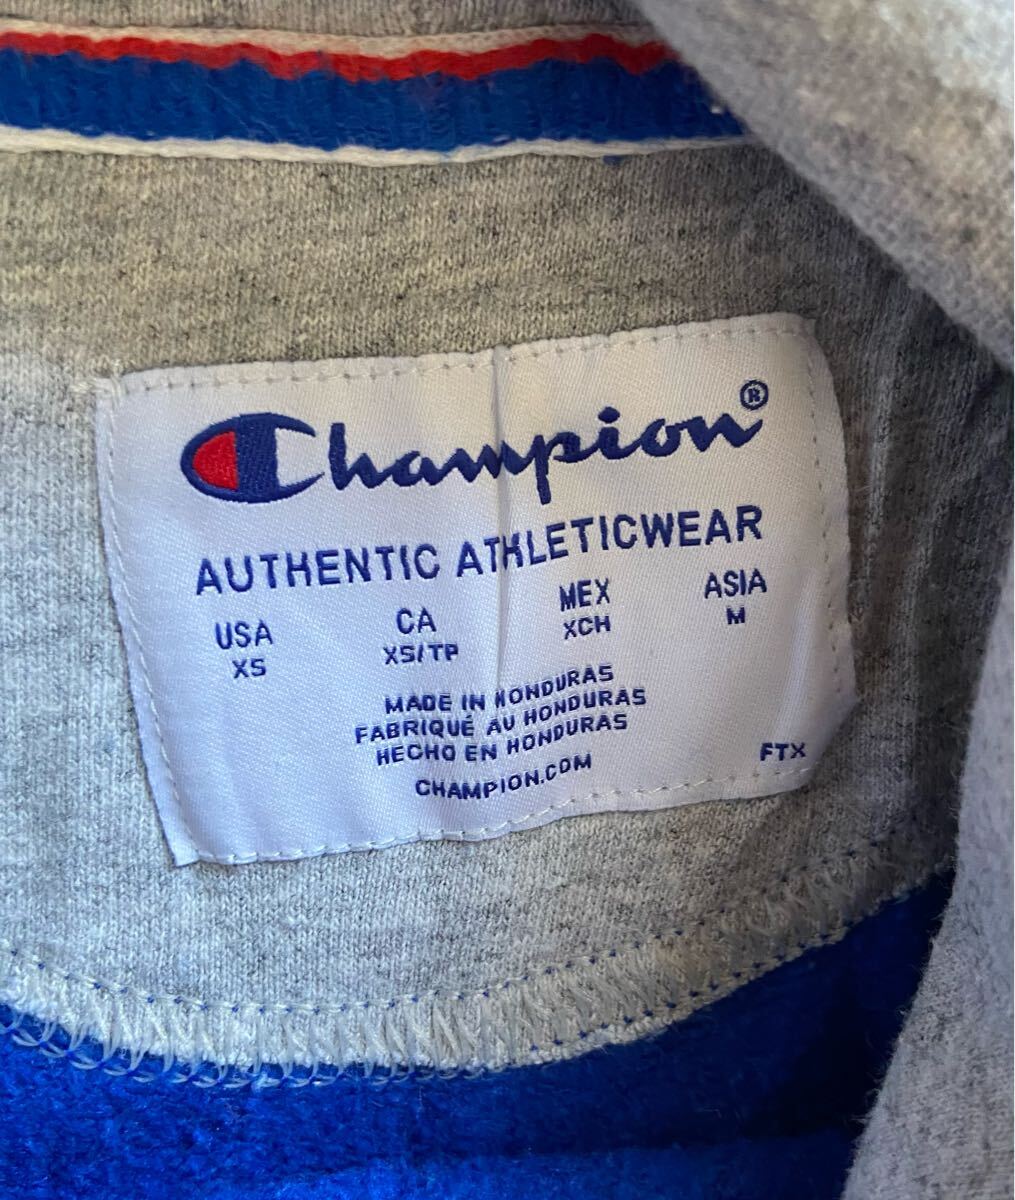 Champion®
AUTHENTIC ATHLETICWEAR
USA CA MEX ASIA
XS XS/TP XCH M
MADE IN HONDURAS
FABRIQUÉ AU HONDURAS
HECHO EN HONDURAS
CHAMPION.COM
FTX